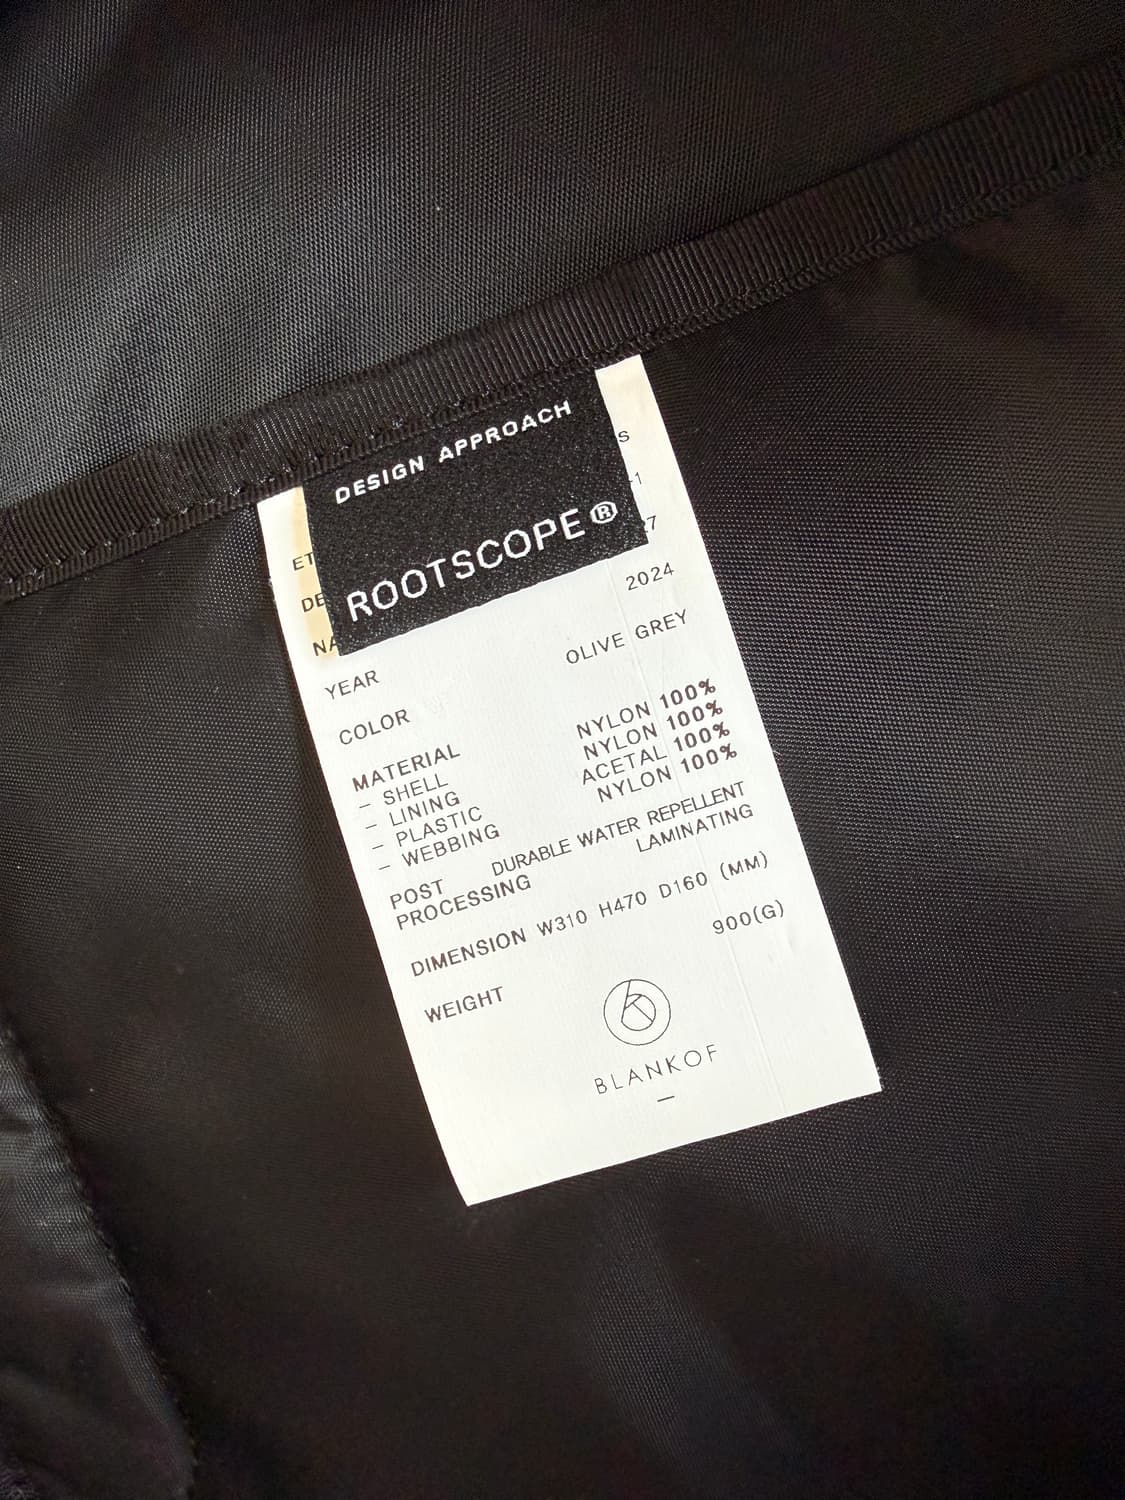 DESIGN APPROACH
ROOTSCOPE®
YEAR 2024
COLOR OLIVE GREY
MATERIAL
– SHELL NYLON 100%
– LINING NYLON 100%
– PLASTIC ACETAL 100%
– WEBBING NYLON 100%
POST PROCESSING DURABLE WATER REPELLENT LAMINATING
DIMENSION W310 H470 D160 (MM)
WEIGHT 900(G)
BLANKOF